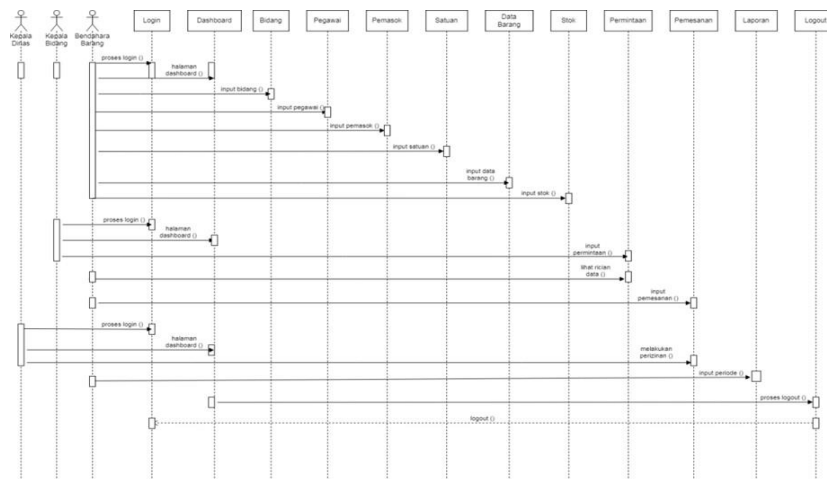 Login
Dashboard
Bidang
Pegawai
Pemasok
Satuan
Data
Barang
Stok
Permintaan
Pemesanan
Laporan
Logout
Kepala
Dinas
Kepala
Bidang
Bendahara
Barang
proses login ()
halaman
dashboard ()
input bidang ()
input pegawai ()
input pemasok ()
input satuan ()
input data
barang ()
input stok ()
proses login ()
halaman
dashboard ()
input
permintaan ()
lihat rician
data ()
input
pemesanan ()
proses login ()
halaman
dashboard ()
melakukan
perizinan ()
input periode ()
proses logout ()
logout ()